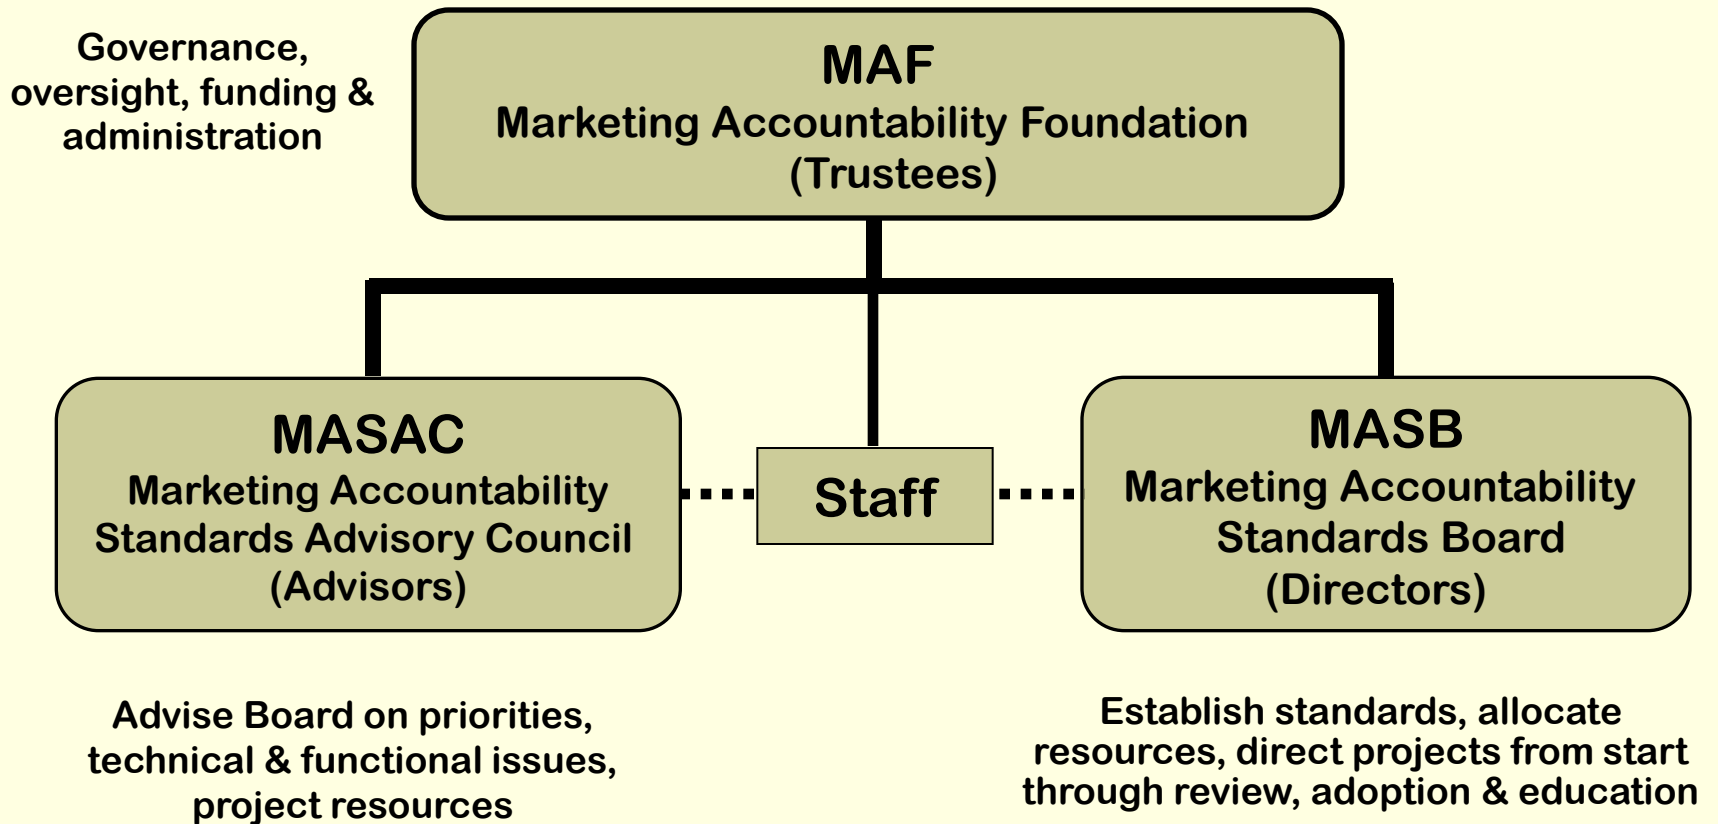 Governance,
oversight, funding &
administration
MAF
Marketing Accountability Foundation
(Trustees)
MASAC
Marketing Accountability
Standards Advisory Council
(Advisors)
Staff
MASB
Marketing Accountability
Standards Board
(Directors)
Advise Board on priorities,
technical & functional issues,
project resources
Establish standards, allocate
resources, direct projects from start
through review, adoption & education